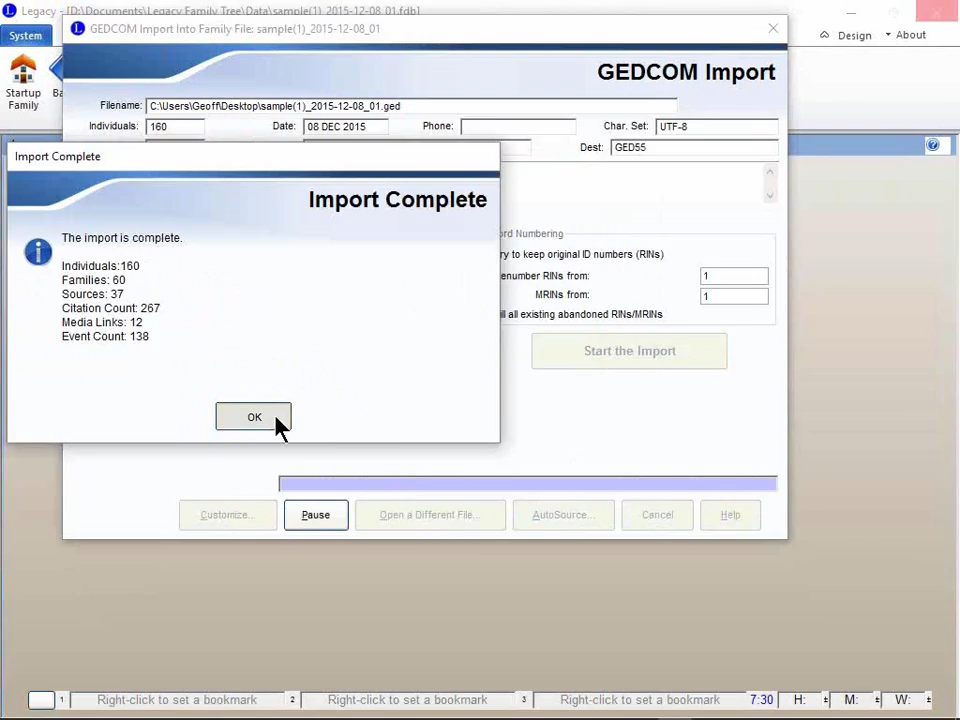 Legacy - [D:\Documents\Legacy Family Tree\Data\sample(1)_2015-12-08_01.fdb]
System
GEDCOM Import Into Family File: sample(1)_2015-12-08_01
Design
About
Startup
Family
Ba
GEDCOM Import
Filename: C:\Users\Geoff\Desktop\sample(1)_2015-12-08_01.ged
Individuals: 160 Date: 08 DEC 2015 Phone: Char. Set: UTF-8
Dest: GED55
Import Complete
Import Complete
The import is complete.
Individuals:160
Families: 60
Sources: 37
Citation Count: 267
Media Links: 12
Event Count: 138
OK
ord Numbering
ry to keep original ID numbers (RINs)
enumber RINs from: 1
MRINs from: 1
ill all existing abandoned RINs/MRINs
Start the Import
Customize... Pause Open a Different File... AutoSource... Cancel Help
1 Right-click to set a bookmark 2 Right-click to set a bookmark 3 Right-click to set a bookmark 7:30 H: ± M: ± W: ±